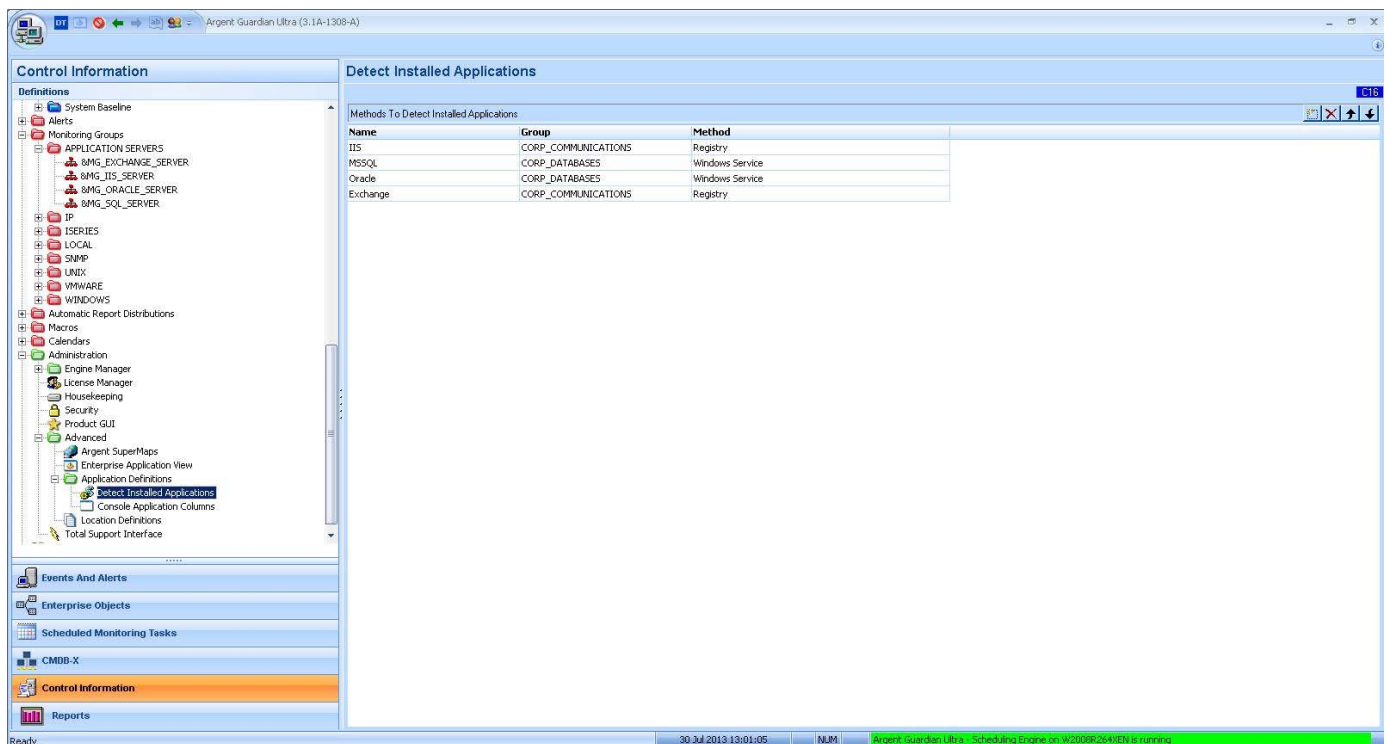 DT
Argent Guardian Ultra (3.1A-1308-A)
Control Information
Definitions
System Baseline
Alerts
Monitoring Groups
APPLICATION SERVERS
&MG_EXCHANGE_SERVER
&MG_IIS_SERVER
&MG_ORACLE_SERVER
&MG_SQL_SERVER
IP
ISERIES
LOCAL
SNMP
UNIX
VMWARE
WINDOWS
Automatic Report Distributions
Macros
Calendars
Administration
Engine Manager
License Manager
Housekeeping
Security
Product GUI
Advanced
Argent SuperMaps
Enterprise Application View
Application Definitions
Detect Installed Applications
Console Application Columns
Location Definitions
Total Support Interface
Events And Alerts
Enterprise Objects
Scheduled Monitoring Tasks
CMDB-X
Control Information
Reports
Detect Installed Applications
C16
Methods To Detect Installed Applications
Name Group Method
IIS CORP_COMMUNICATIONS Registry
MSSQL CORP_DATABASES Windows Service
Oracle CORP_DATABASES Windows Service
Exchange CORP_COMMUNICATIONS Registry
Ready 30 Jul 2013 13:01:05 NUM Argent Guardian Ultra - Scheduling Engine on W2008R264XEN is running